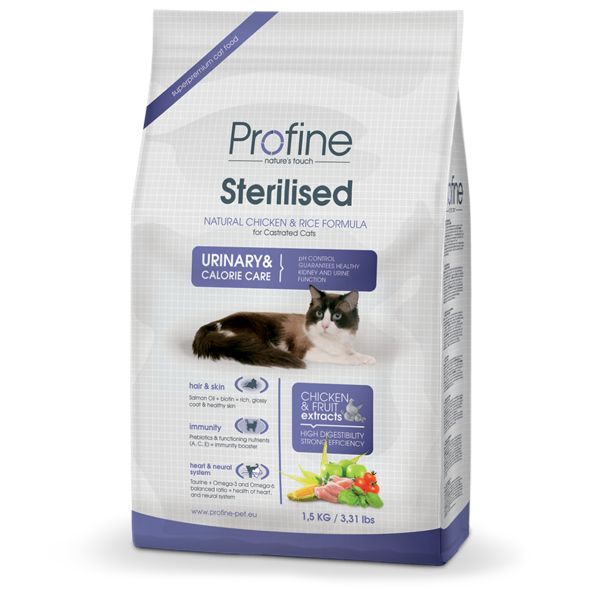 superpremium cat food
Profine
nature's touch
Sterilised
NATURAL CHICKEN & RICE FORMULA
for Castrated Cats
URINARY&
CALORIE CARE
pH CONTROL
GUARANTEES HEALTHY
KIDNEY AND URINE
FUNCTION
hair & skin
Salmon Oil + biotin = rich, glossy
coat & healthy skin
immunity
Prebiotics & functioning nutrients
(A, C, E) = immunity booster
heart & neural
system
Taurine + Omega-3 and Omega-6
balanced ratio = health of heart,
and neural system
CHICKEN
& FRUIT
extracts
HIGH DIGESTIBILITY
STRONG EFFICIENCY
www.profine-pet.eu
1,5 KG / 3,31 lbs
Profine